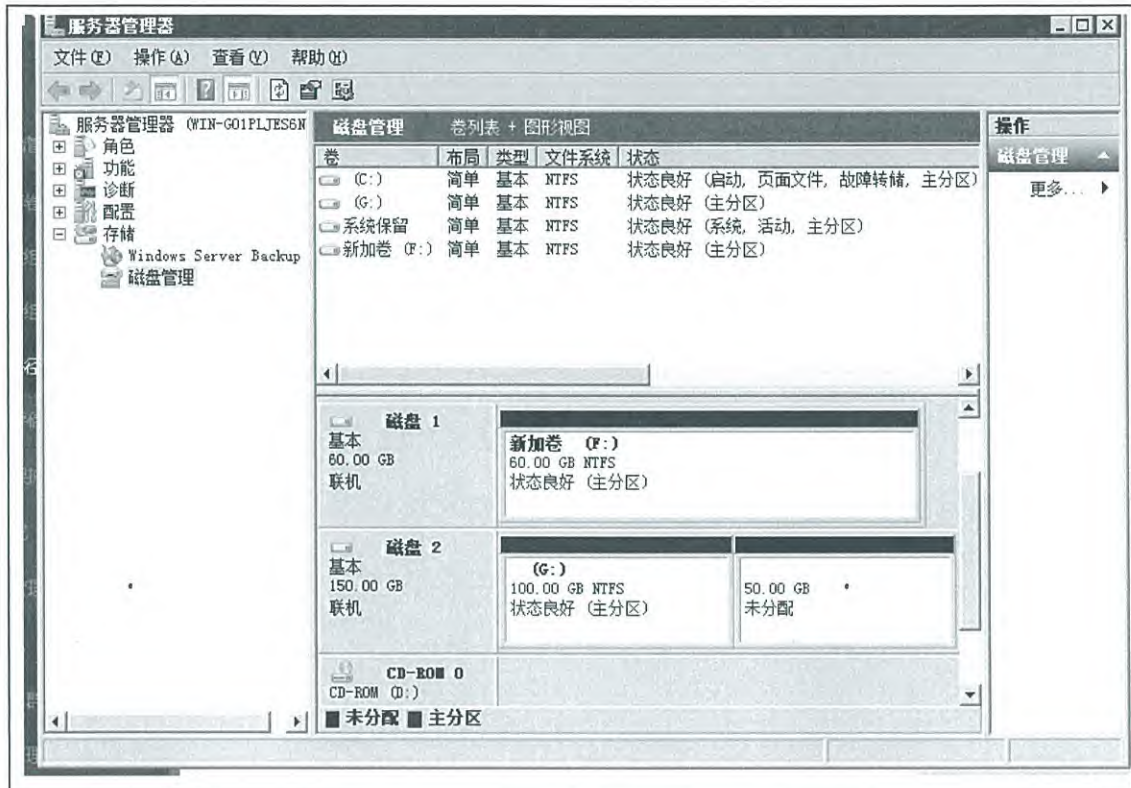 服务器管理器
文件(F) 操作(A) 查看(V) 帮助(H)
服务器管理器 (WIN-G01PLJES6N
角色
功能
诊断
配置
存储
Windows Server Backup
磁盘管理
磁盘管理 卷列表 + 图形视图
卷 布局 类型 文件系统 状态
(C:) 简单 基本 NTFS 状态良好 (启动, 页面文件, 故障转储, 主分区)
(G:) 简单 基本 NTFS 状态良好 (主分区)
系统保留 简单 基本 NTFS 状态良好 (系统, 活动, 主分区)
新加卷 (F:) 简单 基本 NTFS 状态良好 (主分区)
磁盘 1
基本
60.00 GB
联机
新加卷 (F:)
60.00 GB NTFS
状态良好 (主分区)
磁盘 2
基本
150.00 GB
联机
(G:)
100.00 GB NTFS
状态良好 (主分区)
50.00 GB
未分配
CD-ROM 0
CD-ROM (D:)
未分配 主分区
操作
磁盘管理
更多...